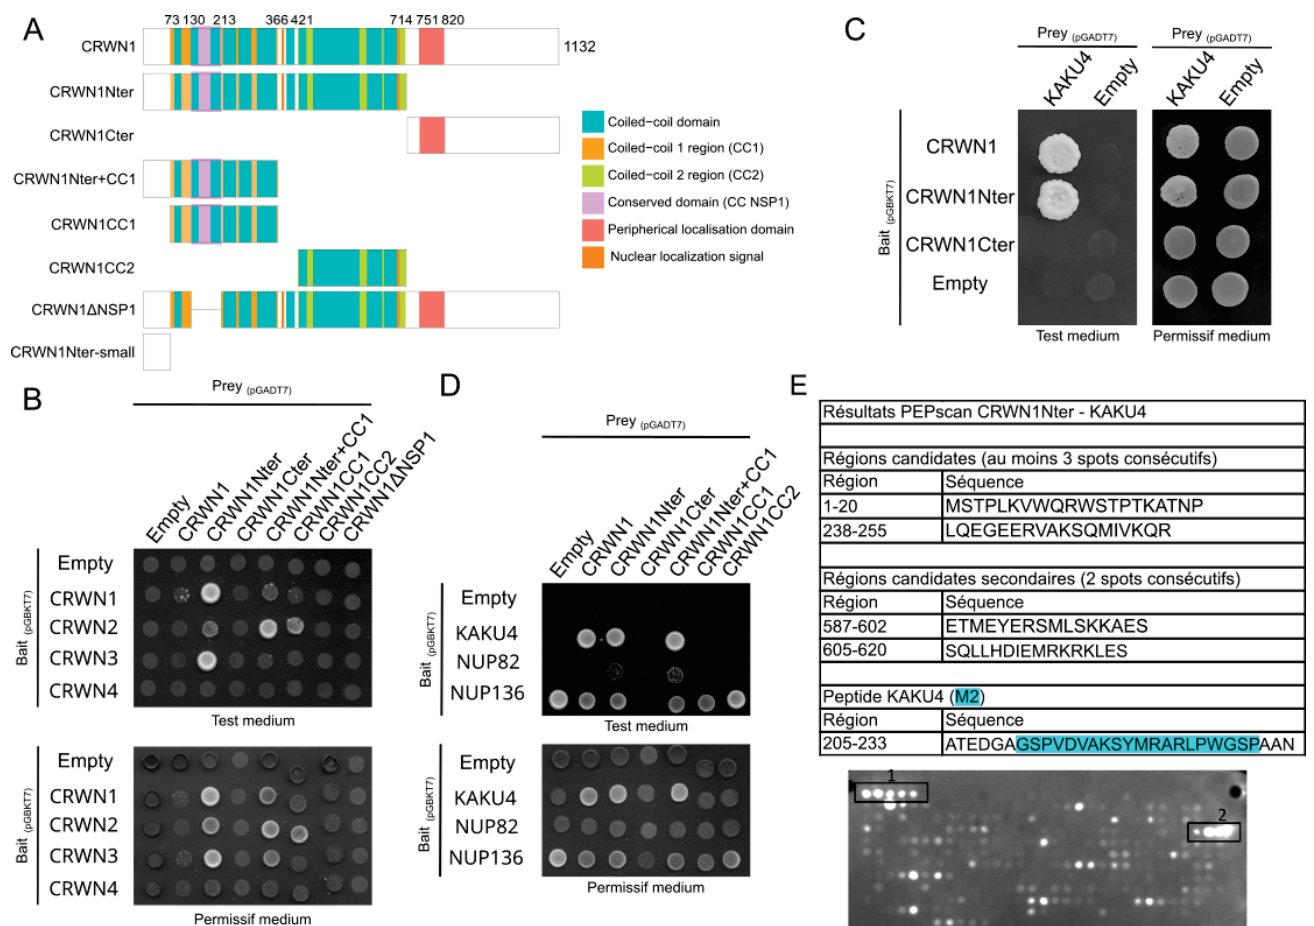 A
73 130 213 366 421 714 751 820
CRWN1
1132
CRWN1Nter
CRWN1Cter
CRWN1Nter+CC1
CRWN1CC1
CRWN1CC2
CRWN1ΔNSP1
CRWN1Nter-small
Coiled-coil domain
Coiled-coil 1 region (CC1)
Coiled-coil 2 region (CC2)
Conserved domain (CC NSP1)
Peripherical localisation domain
Nuclear localization signal
B
Prey (pGADT7)
Empty
CRWN1
CRWN1Nter
CRWN1Cter
CRWN1Nter+CC1
CRWN1CC1
CRWN1CC2
CRWN1ΔNSP1
Bait (pGBKT7)
Empty
CRWN1
CRWN2
CRWN3
CRWN4
Test medium
Bait (pGBKT7)
Empty
CRWN1
CRWN2
CRWN3
CRWN4
Permissif medium
C
Prey (pGADT7)
Prey (pGADT7)
KAKU4
Empty
KAKU4
Empty
Bait (pGBKT7)
CRWN1
CRWN1Nter
CRWN1Cter
Empty
Test medium
Permissif medium
D
Prey (pGADT7)
Empty
CRWN1
CRWN1Nter
CRWN1Cter
CRWN1Nter+CC1
CRWN1CC1
CRWN1CC2
Bait (pGBKT7)
Empty
KAKU4
NUP82
NUP136
Test medium
Bait (pGBKT7)
Empty
KAKU4
NUP82
NUP136
Permissif medium
E
Résultats PEPscan CRWN1Nter - KAKU4
Régions candidates (au moins 3 spots consécutifs)
Région Séquence
1-20 MSTPLKVWQRWSTPTKATNP
238-255 LQEGEERVAKSQMIVKQR
Régions candidates secondaires (2 spots consécutifs)
Région Séquence
587-602 ETMEYERSMLSKKAES
605-620 SQLLHDIEMRKRKLES
Peptide KAKU4 (M2)
Région Séquence
205-233 ATEDGAGSPVDVAKSYMRARLPWGSPAAN
1
2